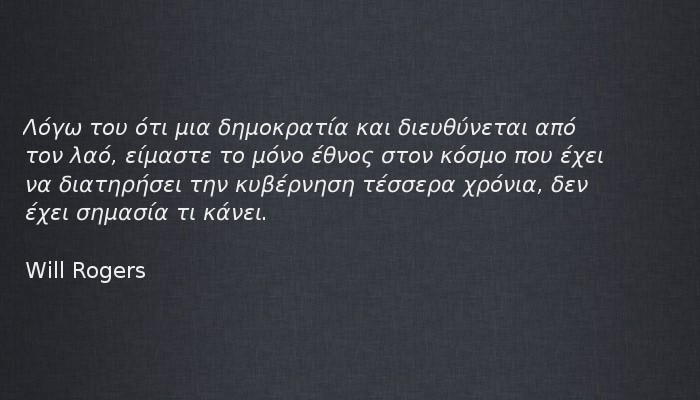 Λόγω του ότι μια δημοκρατία και διευθύνεται από
τον λαό, είμαστε το μόνο έθνος στον κόσμο που έχει
να διατηρήσει την κυβέρνηση τέσσερα χρόνια, δεν
έχει σημασία τι κάνει.
Will Rogers